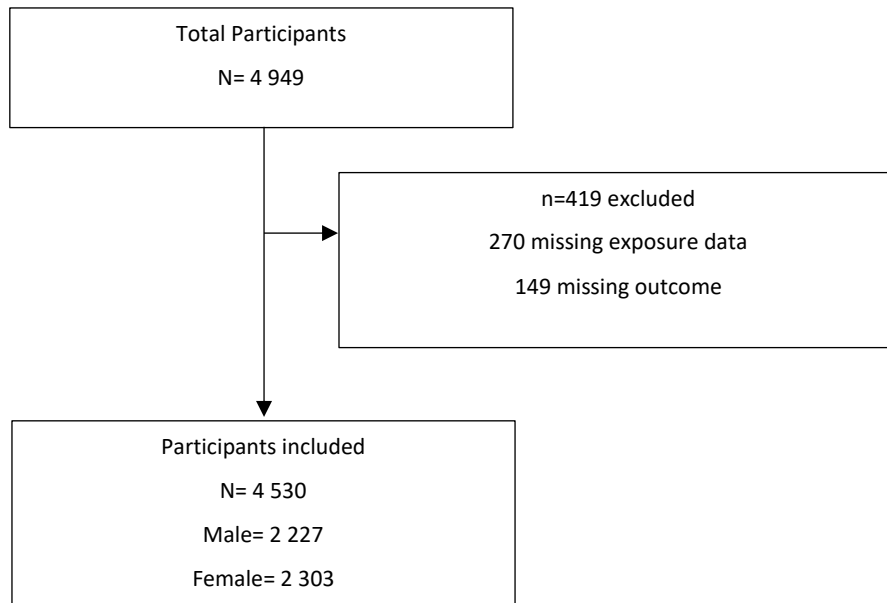 Total Participants
N= 4 949
n=419 excluded
270 missing exposure data
149 missing outcome
Participants included
N= 4 530
Male= 2 227
Female= 2 303